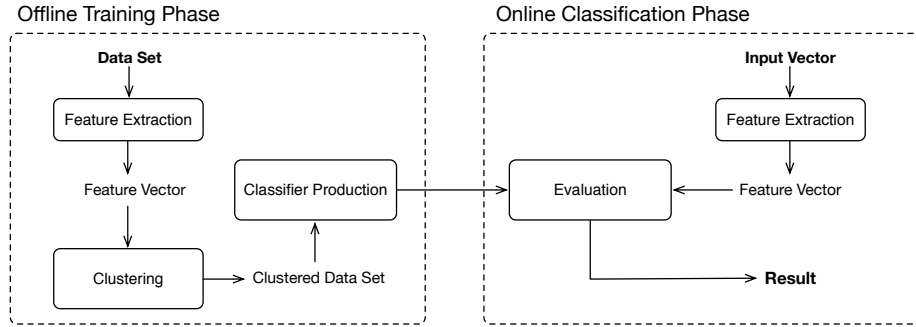 Offline Training Phase
Data Set
Feature Extraction
Feature Vector
Clustering
Clustered Data Set
Classifier Production
Online Classification Phase
Input Vector
Feature Extraction
Feature Vector
Evaluation
Result